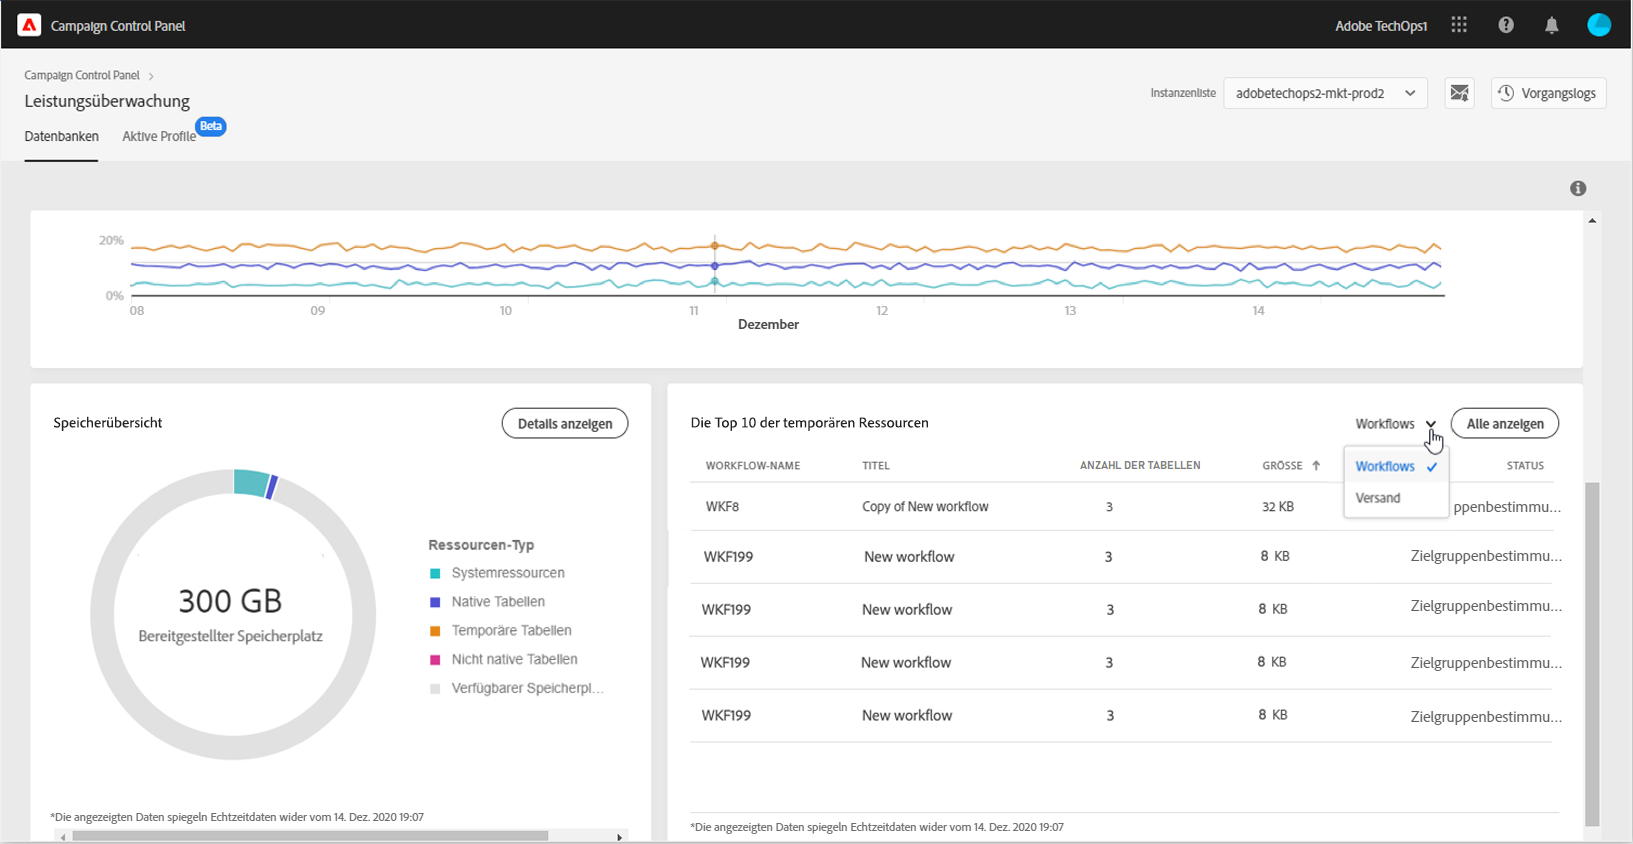 Campaign Control Panel
Adobe TechOps1
Campaign Control Panel
Leistungsüberwachung
Instanzenliste
adobetechops2-mkt-prod2
Vorgangslogs
Datenbanken
Aktive Profile
Beta
20%
0%
08 09 10 11 12 13 14
Dezember
Speicherübersicht
Details anzeigen
300 GB
Bereitgestellter Speicherplatz
Ressourcen-Typ
Systemressourcen
Native Tabellen
Temporäre Tabellen
Nicht native Tabellen
Verfügbarer Speicherpl...
*Die angezeigten Daten spiegeln Echtzeitdaten wider vom 14. Dez. 2020 19:07
Die Top 10 der temporären Ressourcen
Workflows
Alle anzeigen
Workflows
Versand
WORKFLOW-NAME TITEL ANZAHL DER TABELLEN GRÖSSE STATUS
WKF8 Copy of New workflow 3 32 KB ppenbestimmu...
WKF199 New workflow 3 8 KB Zielgruppenbestimmu...
WKF199 New workflow 3 8 KB Zielgruppenbestimmu...
WKF199 New workflow 3 8 KB Zielgruppenbestimmu...
WKF199 New workflow 3 8 KB Zielgruppenbestimmu...
*Die angezeigten Daten spiegeln Echtzeitdaten wider vom 14. Dez. 2020 19:07